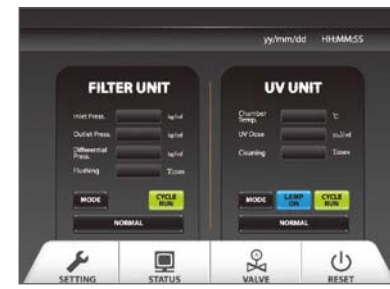 yy/mm/dd HH:MM:SS
FILTER UNIT
Inlet Press. kg/㎠
Outlet Press. kg/㎠
Differential
Press. kg/㎠
Flushing Times
MODE CYCLE
RUN
NORMAL
UV UNIT
Chamber
Temp. ℃
UV Dose
Cleaning Times
MODE LAMP
ON CYCLE
RUN
NORMAL
SETTING STATUS VALVE RESET